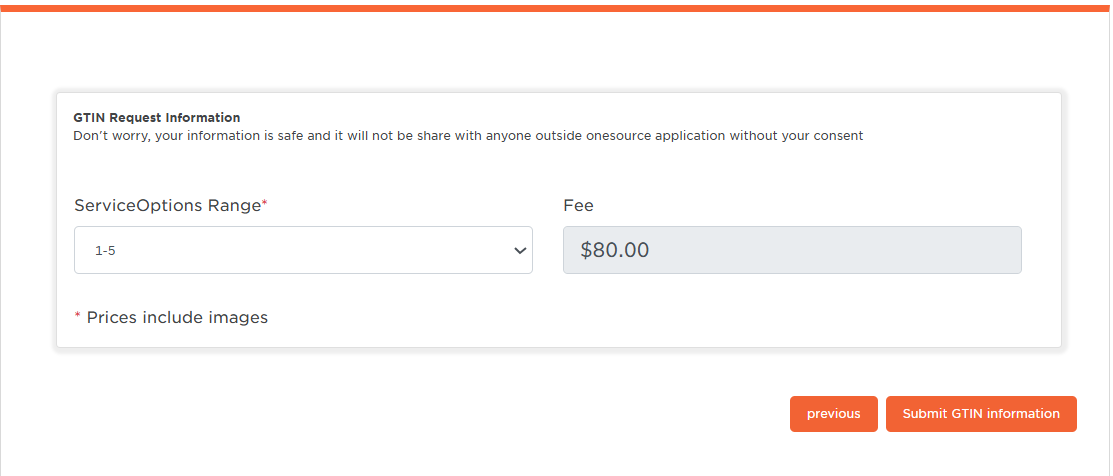 GTIN Request Information
Don't worry, your information is safe and it will not be share with anyone outside onesource application without your consent
ServiceOptions Range*
Fee
1-5
$80.00
* Prices include images
previous
Submit GTIN information